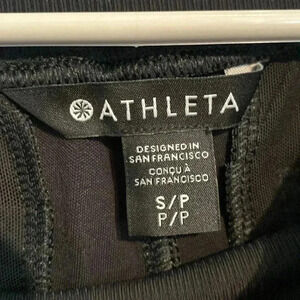 ATHLETA
DESIGNED IN
SAN FRANCISCO
CONÇU À
SAN FRANCISCO
S/P
P/P